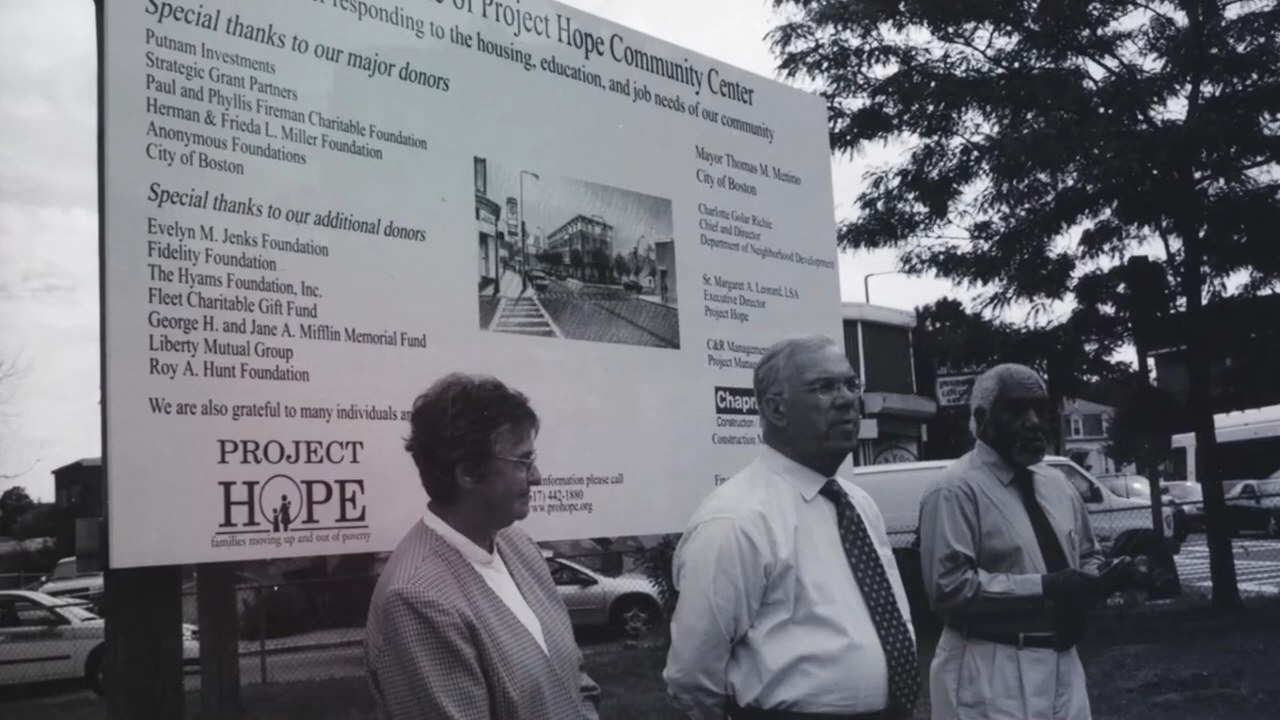 of Project Hope Community Center
responding to the housing, education, and job needs of our community
Special thanks to our major donors
Putnam Investments
Strategic Grant Partners
Paul and Phyllis Fireman Charitable Foundation
Herman & Frieda L. Miller Foundation
Anonymous Foundations
City of Boston
Special thanks to our additional donors
Evelyn M. Jenks Foundation
Fidelity Foundation
The Hyams Foundation, Inc.
Fleet Charitable Gift Fund
George H. and Jane A. Mifflin Memorial Fund
Liberty Mutual Group
Roy A. Hunt Foundation
We are also grateful to many individuals
PROJECT
HOPE
families moving up and out of poverty
information please call
17) 442-1880
ww.prohope.org
Mayor Thomas M. Menino
City of Boston
Charlotte Golar Richie
Chief and Director
Department of Neighborhood Development
Sr. Margaret A. Leonard, LSA
Executive Director
Project Hope
C&R Manageme
Project Mana
Chapm
Construction
Construction M